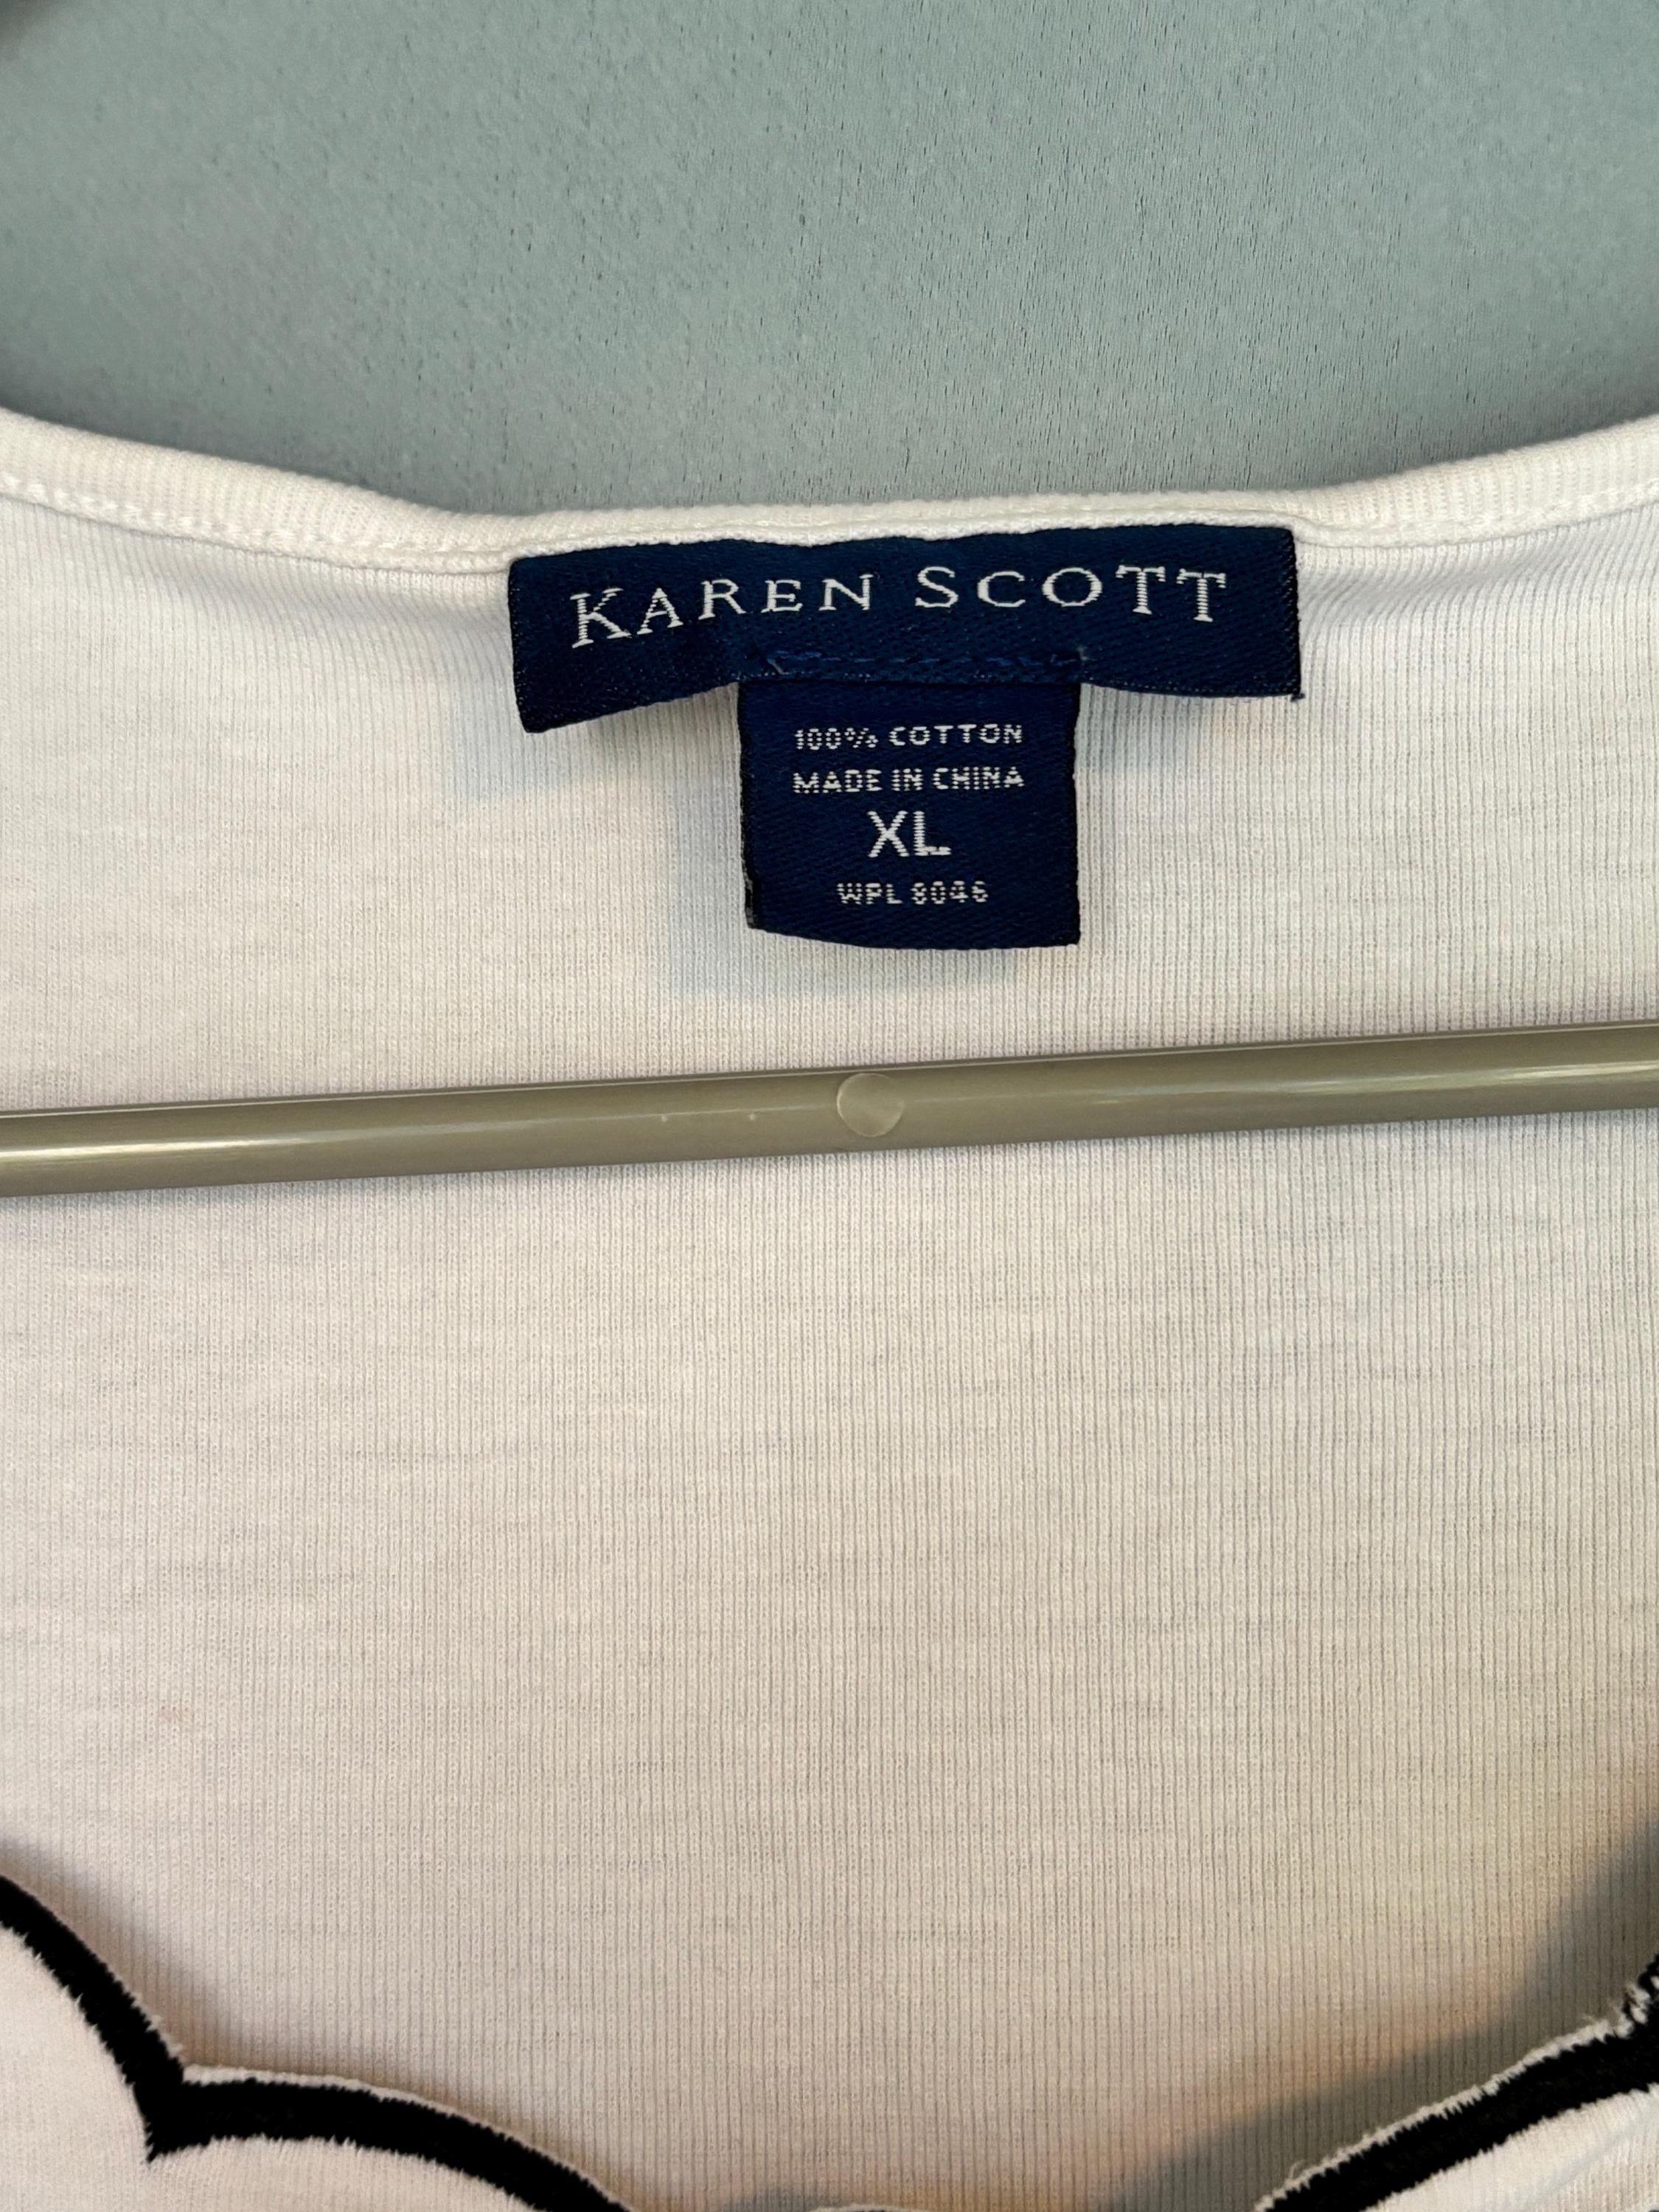 KAREN SCOTT
100% COTTON
MADE IN CHINA
XL
WPL 8046